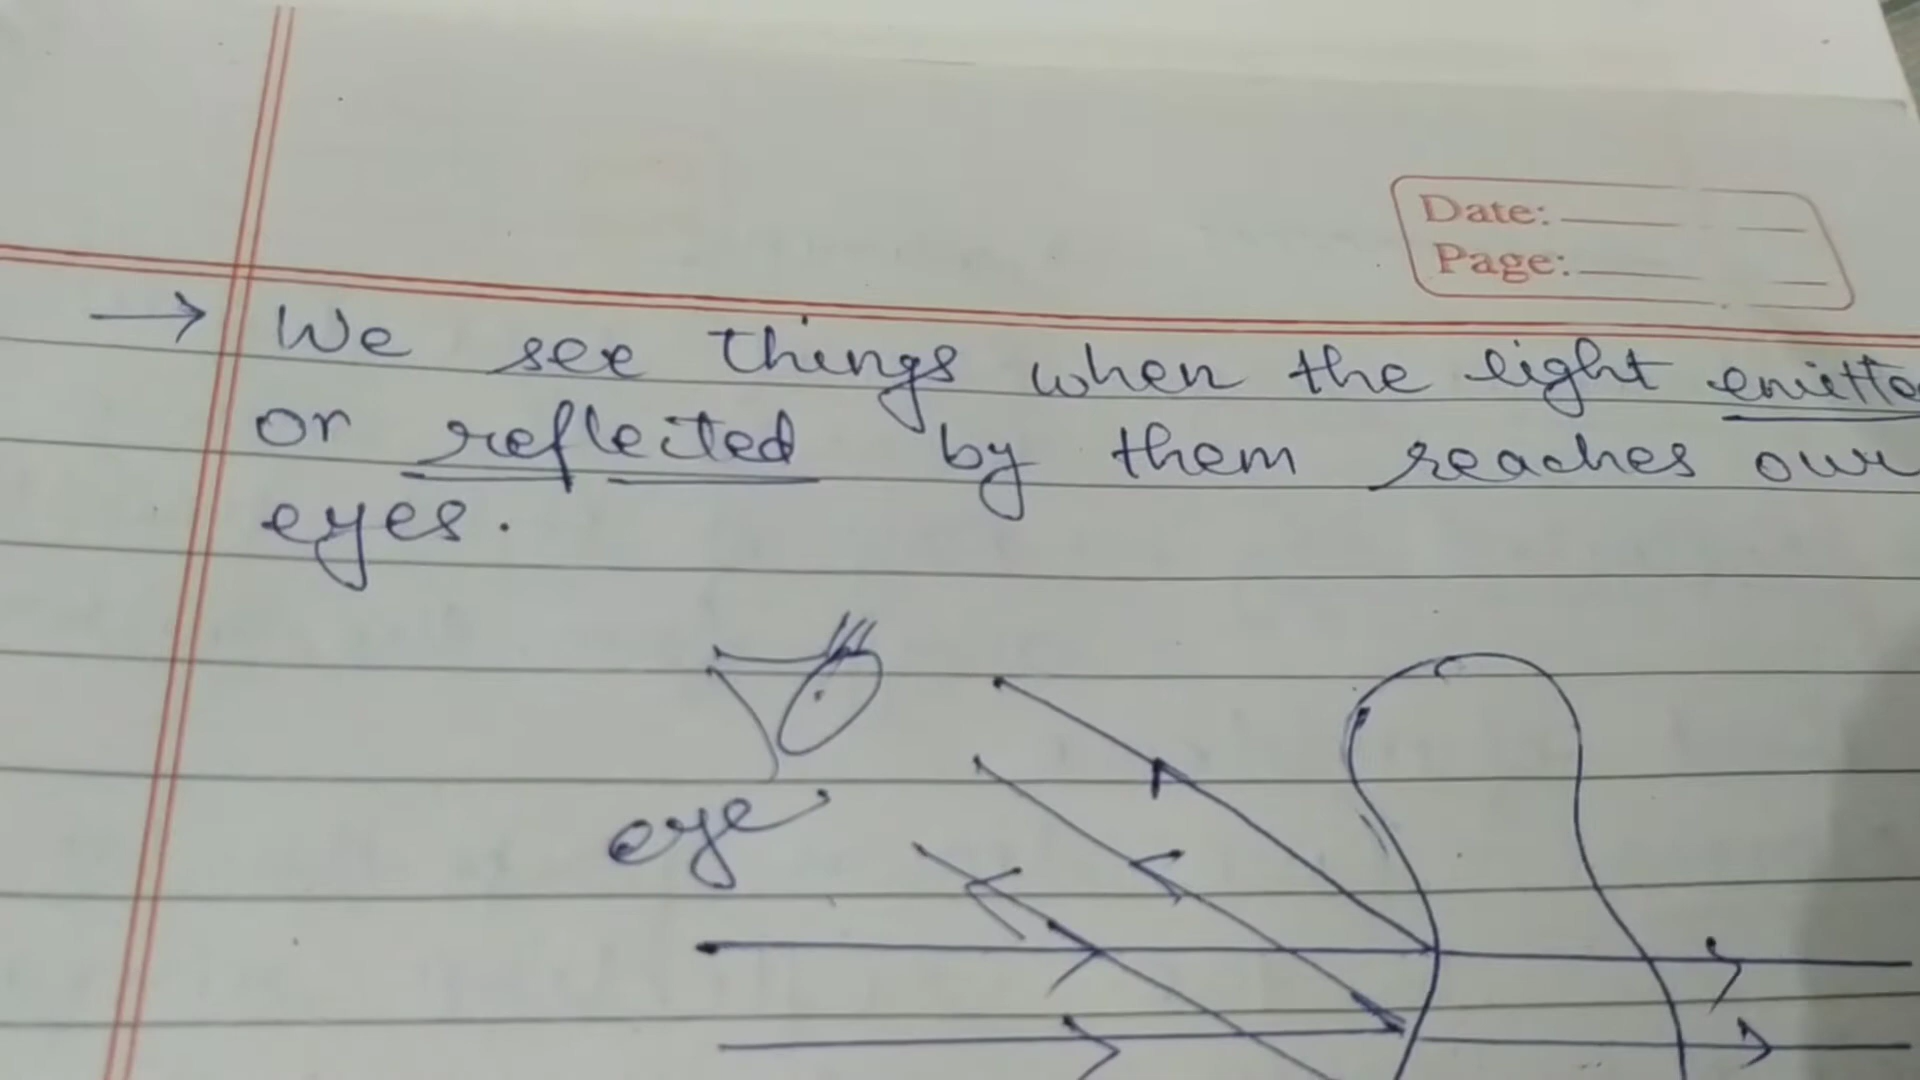 Date:
Page:
→ We see things when the light emitte
or reflected by them reaches our
eyes.
eye